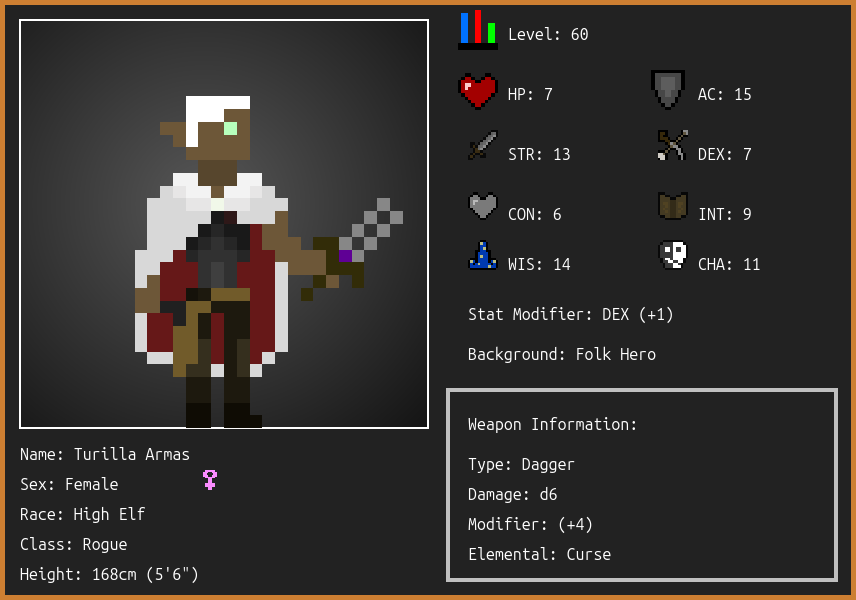 Level: 60
HP: 7
AC: 15
STR: 13
DEX: 7
CON: 6
INT: 9
WIS: 14
CHA: 11
Stat Modifier: DEX (+1)
Background: Folk Hero
Weapon Information:
Type: Dagger
Damage: d6
Modifier: (+4)
Elemental: Curse
Name: Turilla Armas
Sex: Female
Race: High Elf
Class: Rogue
Height: 168cm (5'6")